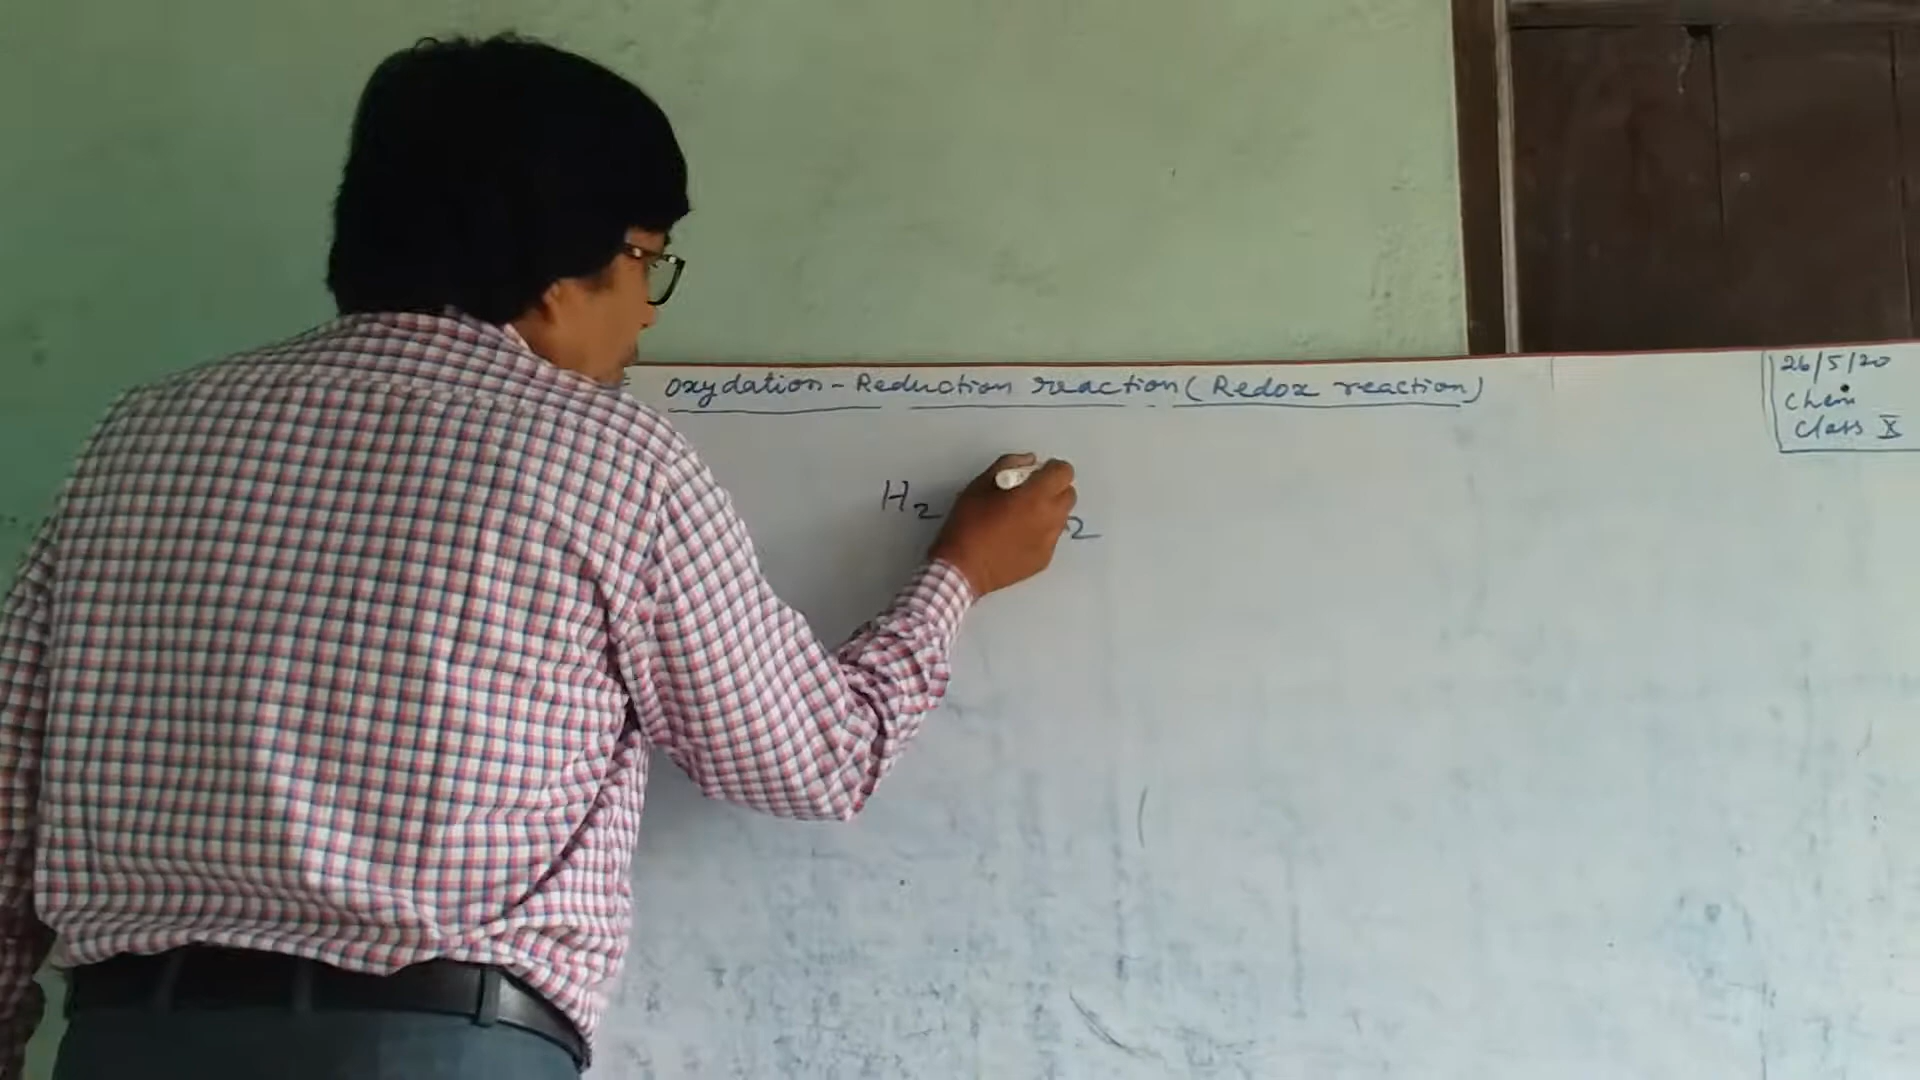 Oxydation - Reduction reaction (Redox reaction)
26/5/20
Chem
Class X
H2 2